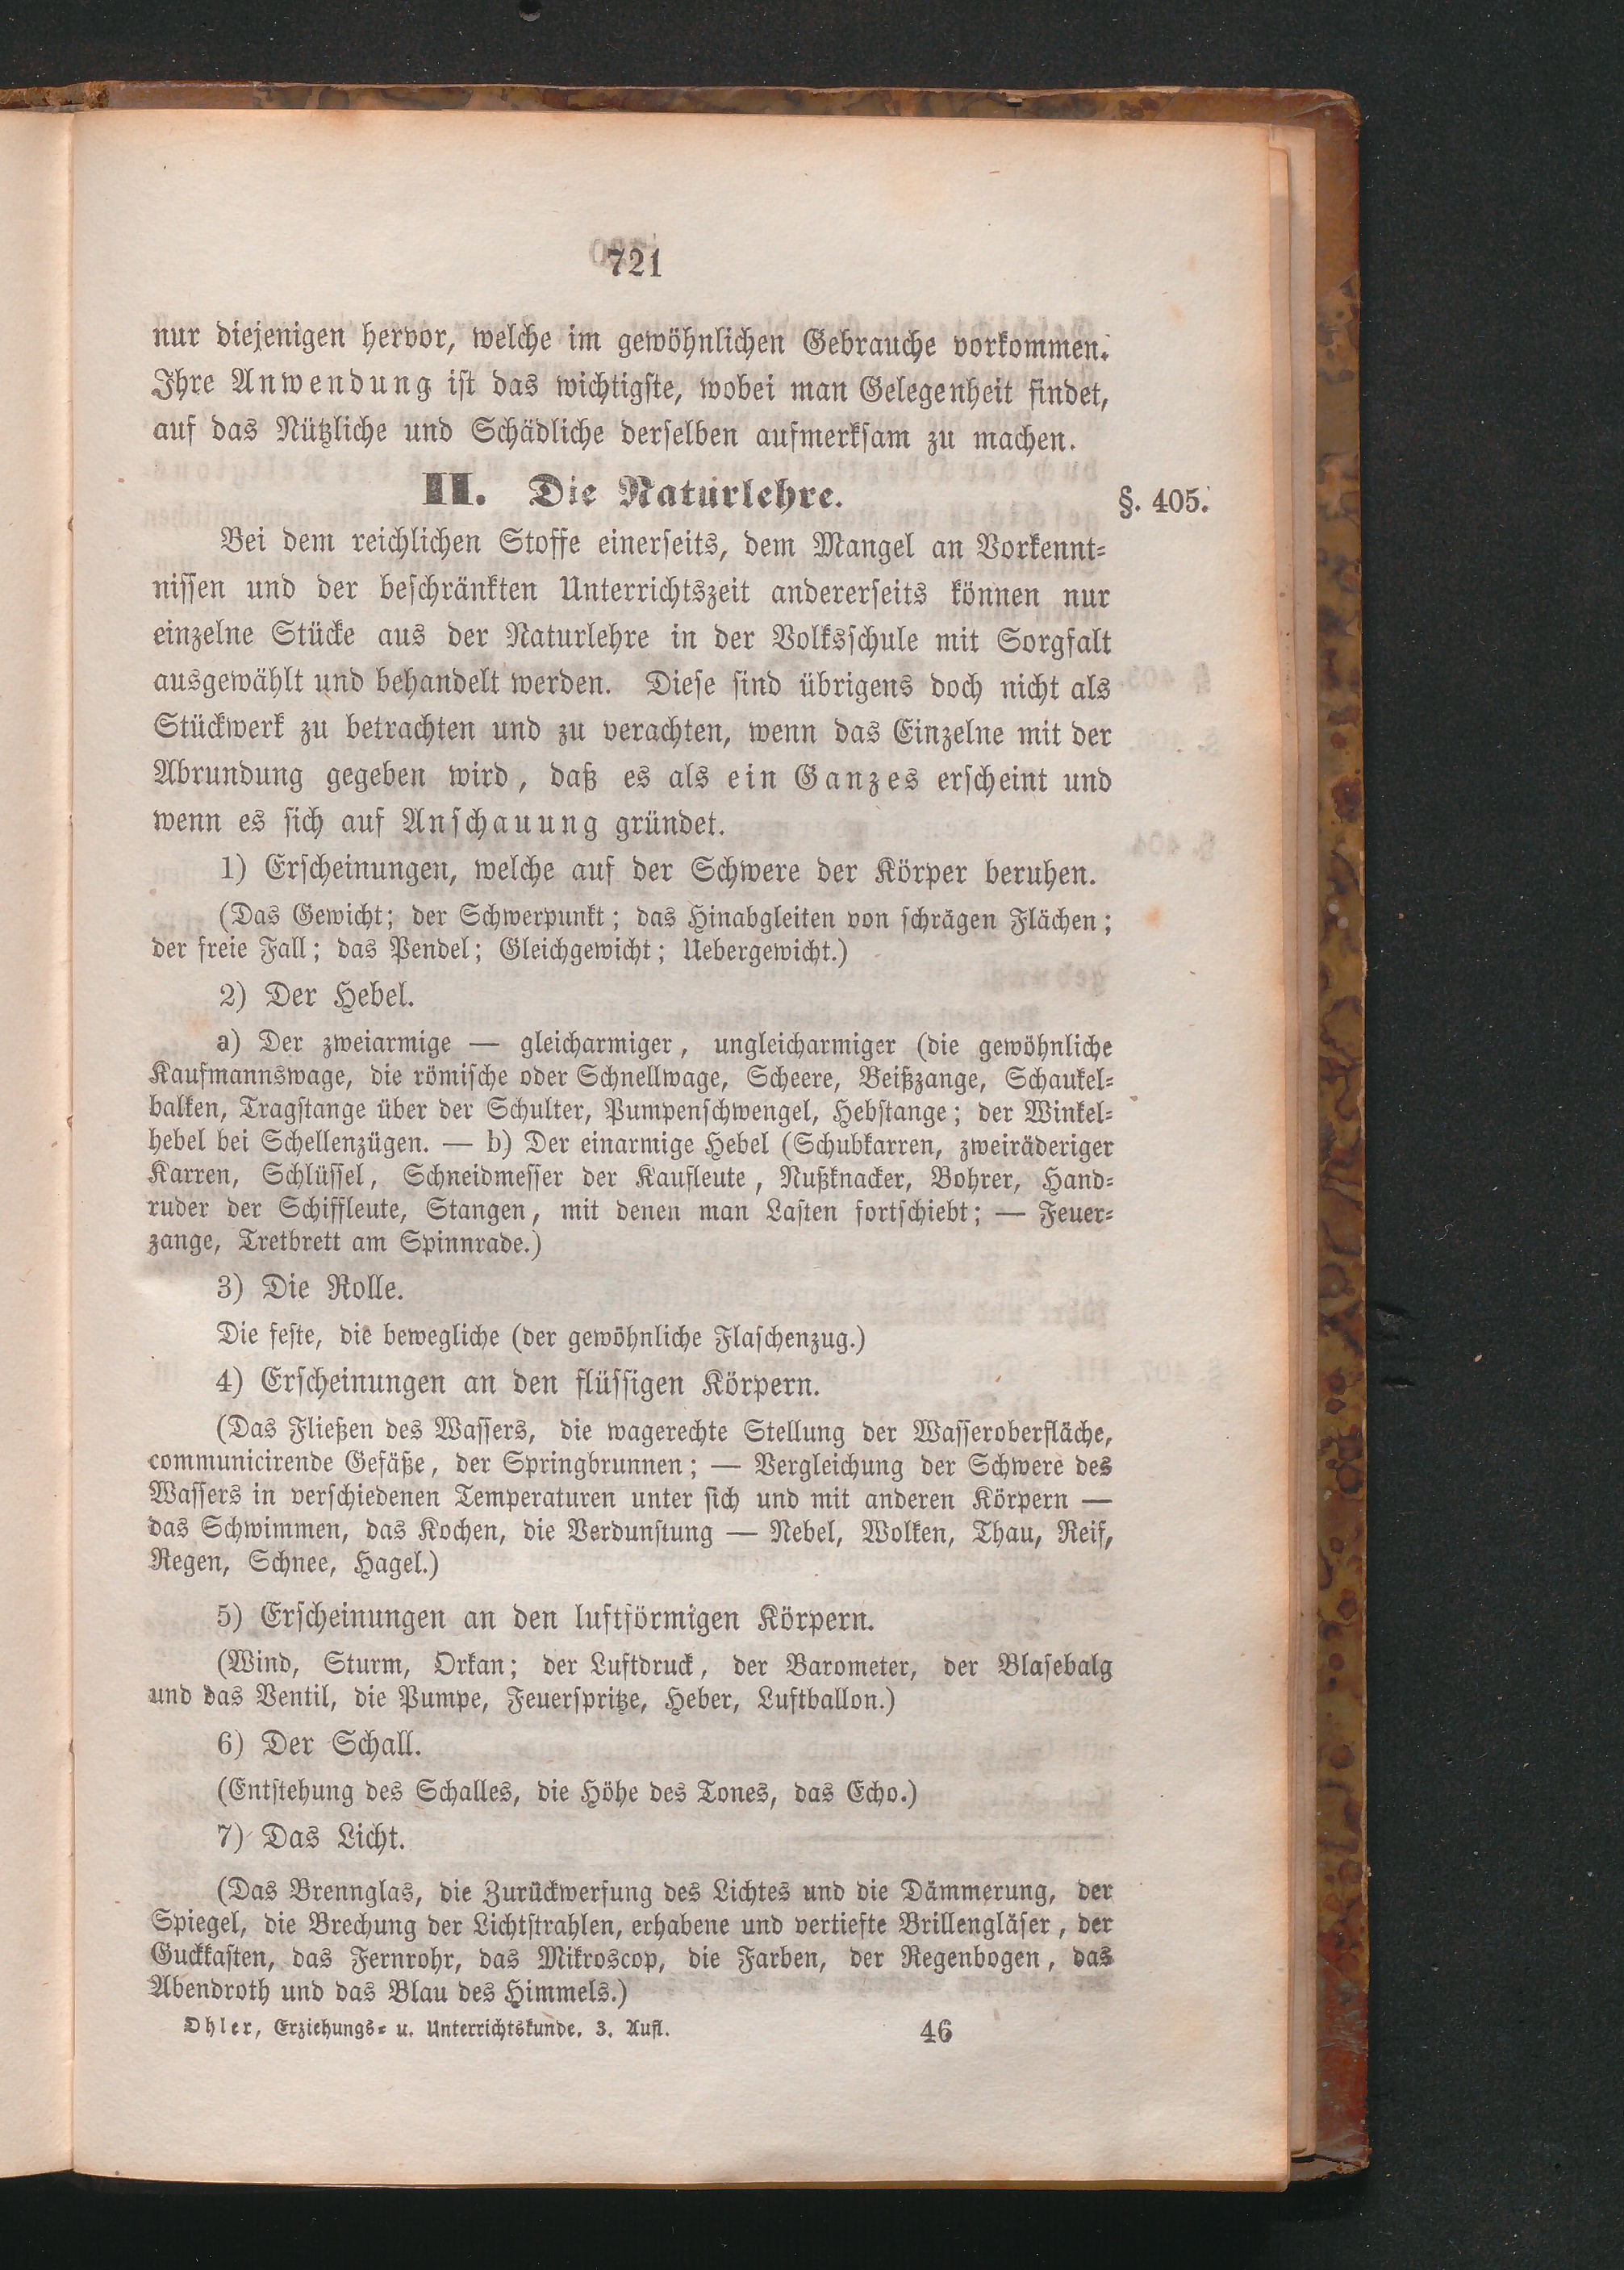 721
nur diejenigen hervor, welche im gewöhnlichen Gebrauche vorkommen.
Ihre Anwendung ist das wichtigste, wobei man Gelegenheit findet,
auf das Nützliche und Schädliche derselben aufmerksam zu machen.
II. Die Naturlehre. §. 405.
Bei dem reichlichen Stoffe einerseits, dem Mangel an Vorkennt-
nissen und der beschränkten Unterrichtszeit andererseits können nur
einzelne Stücke aus der Naturlehre in der Volksschule mit Sorgfalt
ausgewählt und behandelt werden. Diese sind übrigens doch nicht als
Stückwerk zu betrachten und zu verachten, wenn das Einzelne mit der
Abrundung gegeben wird, daß es als ein Ganzes erscheint und
wenn es sich auf Anschauung gründet.
1) Erscheinungen, welche auf der Schwere der Körper beruhen.
(Das Gewicht; der Schwerpunkt; das Hinabgleiten von schrägen Flächen;
der freie Fall; das Pendel; Gleichgewicht; Uebergewicht.)
2) Der Hebel.
a) Der zweiarmige — gleicharmiger, ungleicharmiger (die gewöhnliche
Kaufmannswage, die römische oder Schnellwage, Scheere, Beißzange, Schaukel-
balken, Tragstange über der Schulter, Pumpenschwengel, Hebstange; der Winkel-
hebel bei Schellenzügen. — b) Der einarmige Hebel (Schubkarren, zweiräderiger
Karren, Schlüssel, Schneidmesser der Kaufleute, Nußknacker, Bohrer, Hand-
ruder der Schiffleute, Stangen, mit denen man Lasten fortschiebt; — Feuer-
zange, Tretbrett am Spinnrade.)
3) Die Rolle.
Die feste, die bewegliche (der gewöhnliche Flaschenzug.)
4) Erscheinungen an den flüssigen Körpern.
(Das Fließen des Wassers, die wagerechte Stellung der Wasseroberfläche,
communicirende Gefäße, der Springbrunnen; — Vergleichung der Schwere des
Wassers in verschiedenen Temperaturen unter sich und mit anderen Körpern —
das Schwimmen, das Kochen, die Verdunstung — Nebel, Wolken, Thau, Reif,
Regen, Schnee, Hagel.)
5) Erscheinungen an den luftförmigen Körpern.
(Wind, Sturm, Orkan; der Luftdruck, der Barometer, der Blasebalg
und das Ventil, die Pumpe, Feuerspritze, Heber, Luftballon.)
6) Der Schall.
(Entstehung des Schalles, die Höhe des Tones, das Echo.)
7) Das Licht.
(Das Brennglas, die Zurückwerfung des Lichtes und die Dämmerung, der
Spiegel, die Brechung der Lichtstrahlen, erhabene und vertiefte Brillengläser, der
Guckkasten, das Fernrohr, das Mikroscop, die Farben, der Regenbogen, das
Abendroth und das Blau des Himmels.)
Ohler, Erziehungs- u. Unterrichtskunde. 3. Aufl. 46